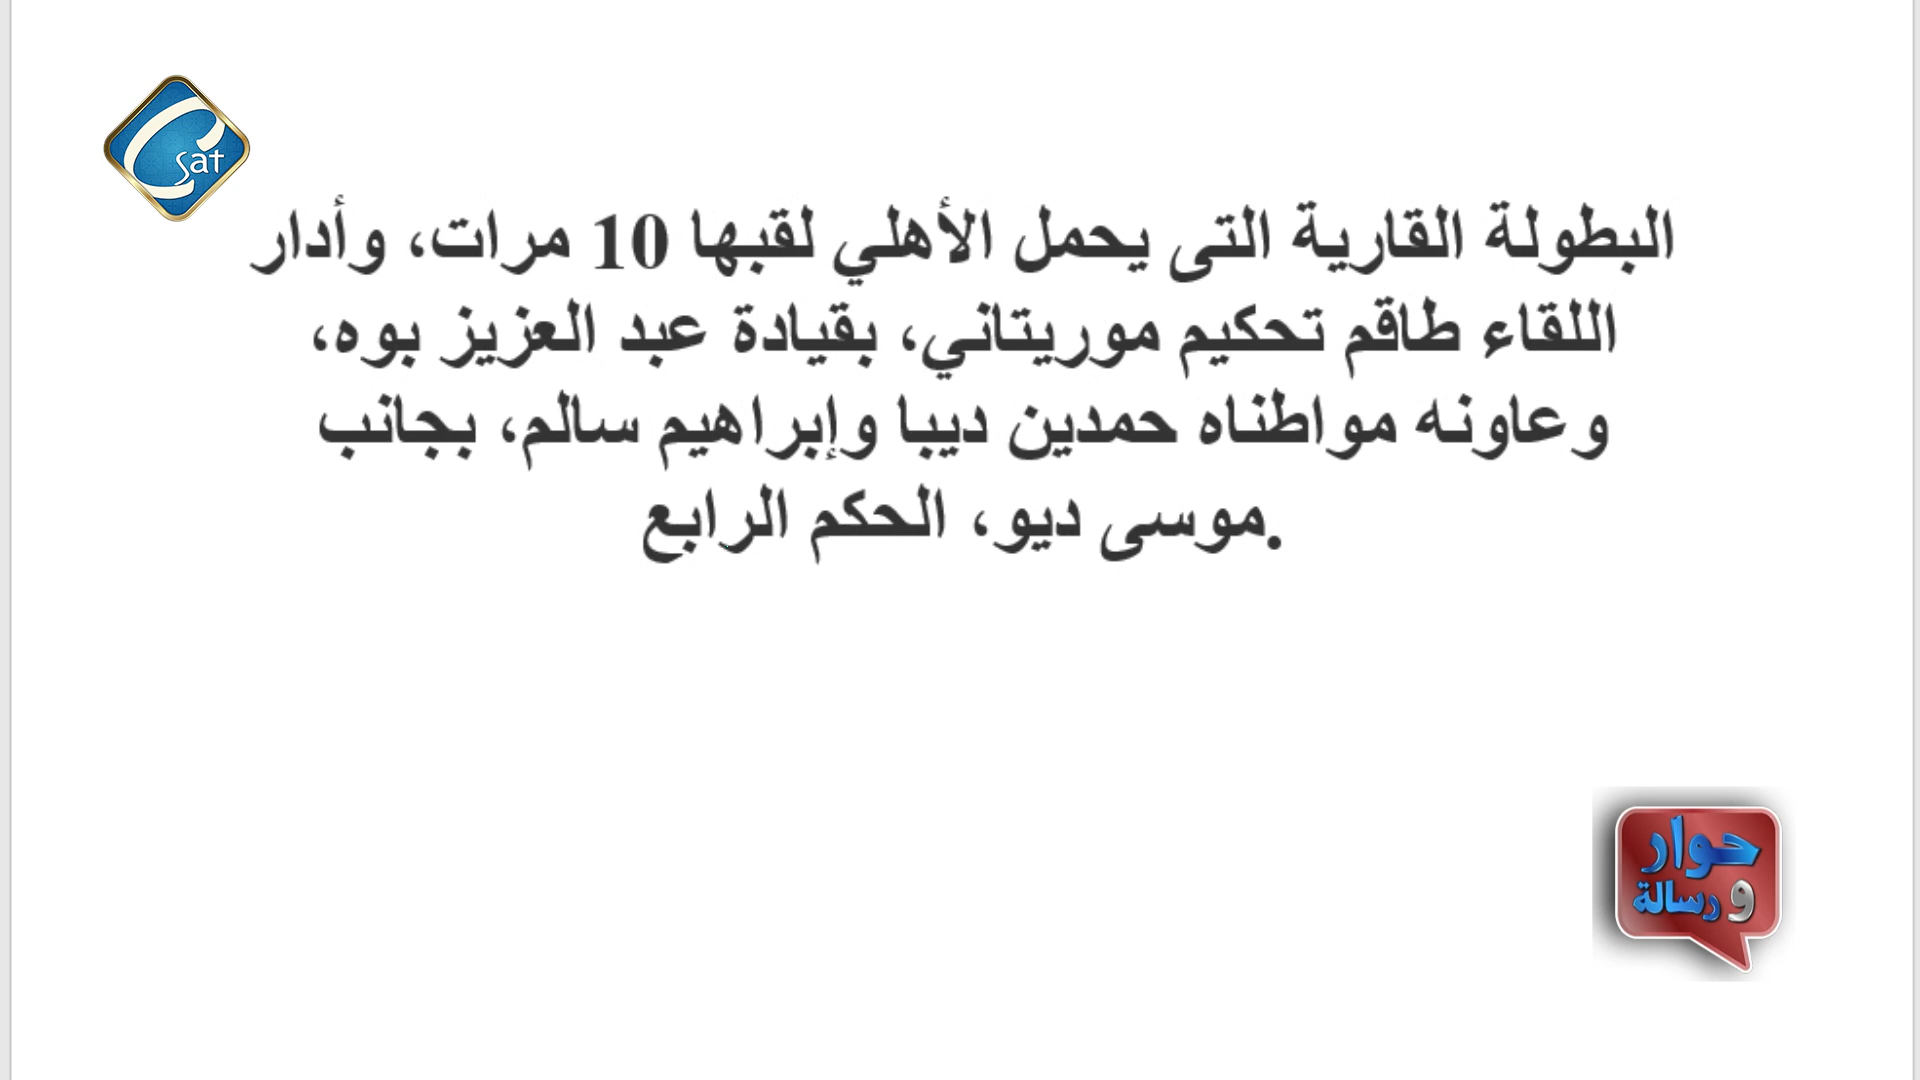 Csat
البطولة القارية التى يحمل الأهلي لقبها 10 مرات، وأدار
اللقاء طاقم تحكيم موريتاني، بقيادة عبد العزيز بوه،
وعاونه مواطناه حمدين ديبا وإبراهيم سالم، بجانب
.موسى ديو، الحكم الرابع
حوار
و رسالة